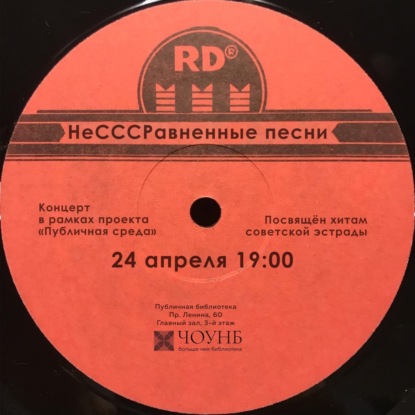 RD®
НеСССРавненные песни
Концерт
в рамках проекта
«Публичная среда»
Посвящён хитам
советской эстрады
24 апреля 19:00
Публичная библиотека
Пр. Ленина, 60
Главный зал, 3-й этаж
ЧОУНБ
больше чем библиотека